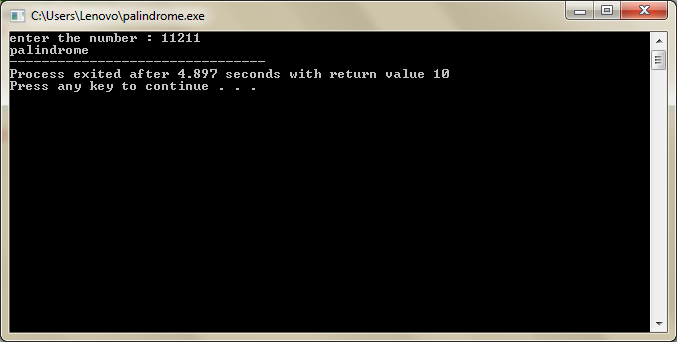 C:\Users\Lenovo\palindrome.exe
enter the number : 11211
palindrome
--------------------------------
Process exited after 4.897 seconds with return value 10
Press any key to continue . . .